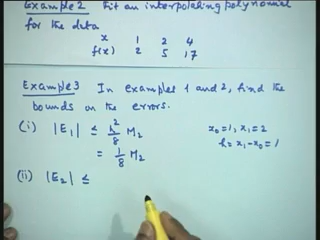 Example 2 Fit an interpolating polynomial
for the data
x 1 2 4
f(x) 2 5 17
Example 3 In examples 1 and 2, find the
bounds on the errors.
(i) |E₁| ≤ h²/8 M₂ x₀=1, x₁=2
= 1/8 M₂ h=x₁-x₀=1
(ii) |E₂| ≤